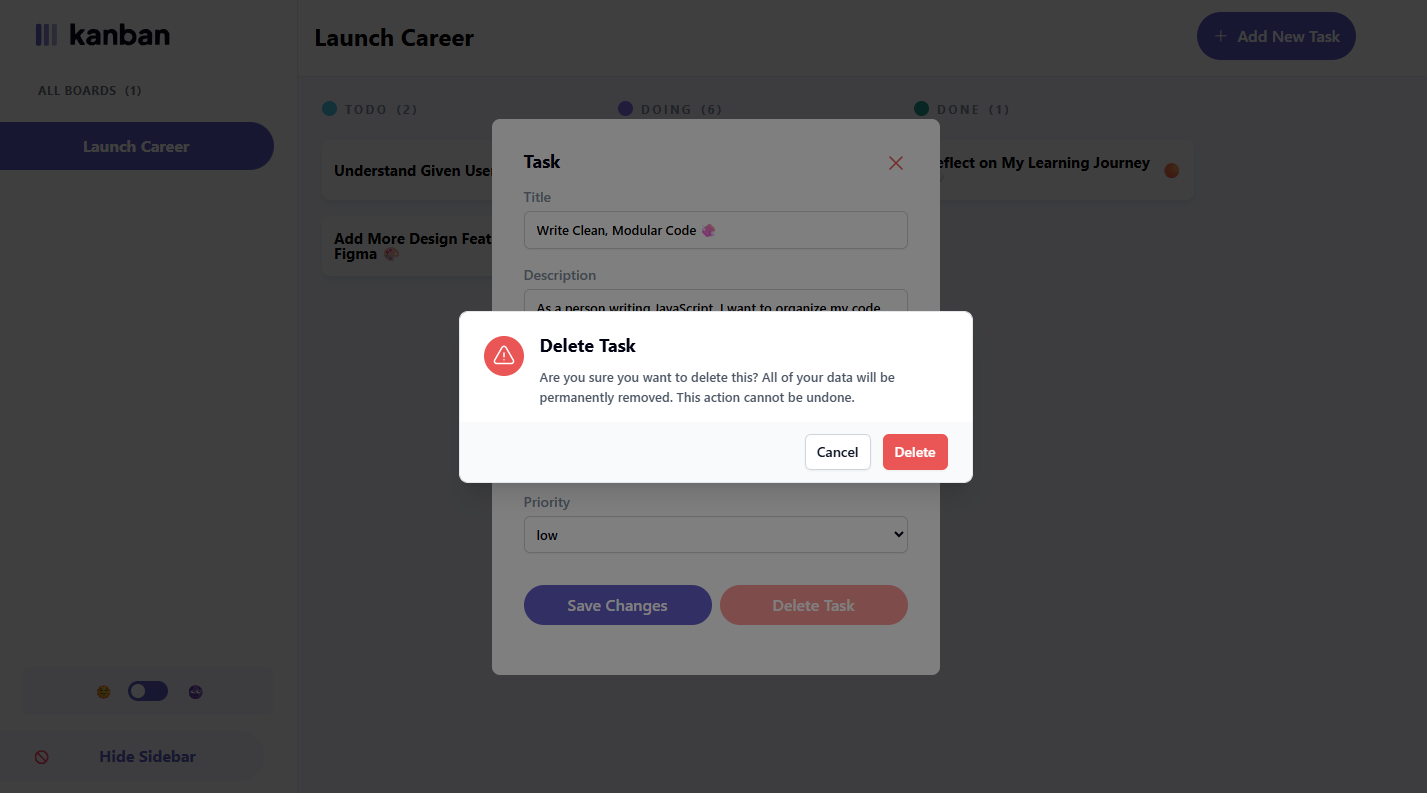 kanban
Launch Career
+ Add New Task
ALL BOARDS (1)
Launch Career
TODO (2)
DOING (6)
DONE (1)
Understand Given
Add More Design
Figma
on My Learning Journey
Task
Title
Write Clean, Modular Code
Description
As a person writing JavaScript, I want to organize my code
Delete Task
Are you sure you want to delete this? All of your data will be
permanently removed. This action cannot be undone.
Cancel
Delete
Priority
low
Save Changes
Delete Task
Hide Sidebar